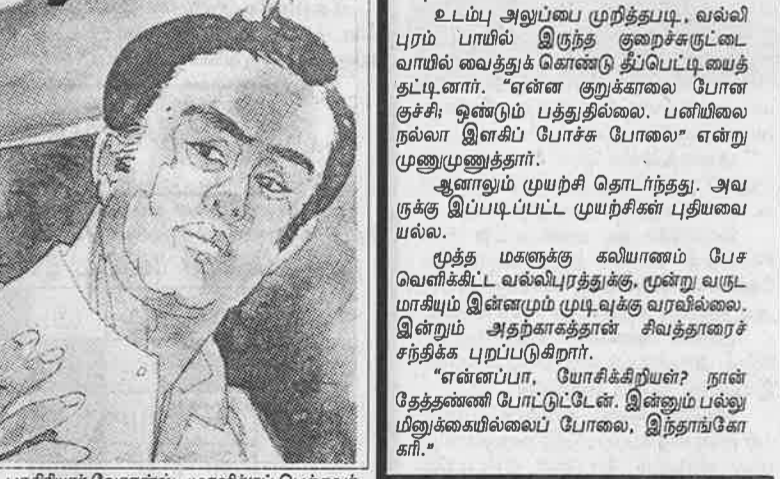 உடம்பு அலுப்பை முறித்தபடி, வல்லி
புரம் பாயில் இருந்த குறைச்சுருட்டை
வாயில் வைத்துக் கொண்டு தீப்பெட்டியைத்
தட்டினார். “என்ன குறுக்காலை போன
குச்சி; ஒண்டும் பத்துதில்லை. பனியிலை
நல்லா இளகிப் போச்சு போலை” என்று
முணுமுணுத்தார்.
ஆனாலும் முயற்சி தொடர்ந்தது. அவ
ருக்கு இப்படிப்பட்ட முயற்சிகள் புதியவை
யல்ல.
மூத்த மகளுக்கு கலியாணம் பேச
வெளிக்கிட்ட வல்லிபுரத்துக்கு, மூன்று வருட
மாகியும் இன்னமும் முடிவுக்கு வரவில்லை.
இன்றும் அதற்காகத்தான் சிவத்தாரைச்
சந்திக்க புறப்படுகிறார்.
“என்னப்பா, யோசிக்கிறியள்? நான்
தேத்தண்ணி போட்டுட்டேன். இன்னும் பல்லு
மினுக்கையில்லைப் போலை, இந்தாங்கோ
கரி.”